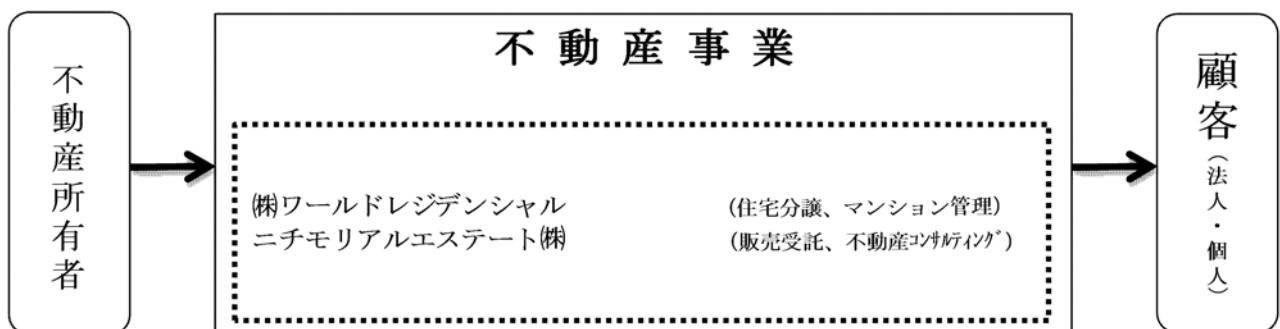 不動産所有者
不動産事業
㈱ワールドレジデンシャル (住宅分譲、マンション管理)
ニチモリアルエステート㈱ (販売受託、不動産ｺﾝｻﾙﾃｨﾝｸﾞ)
顧客(法人・個人)